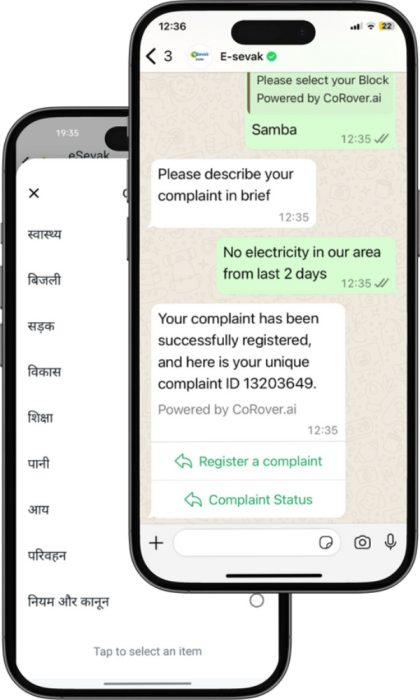 19:35
eSevak
स्वास्थ्य
बिजली
सड़क
विकास
शिक्षा
पानी
आय
परिवहन
नियम और कानून
Tap to select an item
12:36
22
3
E-sevak
Please select your Block
Powered by CoRover.ai
Samba
12:35
Please describe your
complaint in brief
12:35
No electricity in our area
from last 2 days
12:35
Your complaint has been
successfully registered,
and here is your unique
complaint ID 13203649.
Powered by CoRover.ai
12:35
Register a complaint
Complaint Status